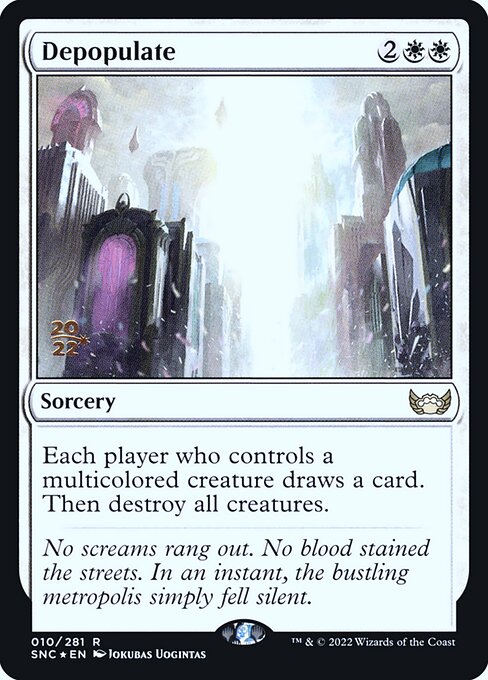 Depopulate 2
20
22
Sorcery
Each player who controls a
multicolored creature draws a card.
Then destroy all creatures.
No screams rang out. No blood stained
the streets. In an instant, the bustling
metropolis simply fell silent.
010/281 R
SNC★EN Jokubas Uogintas
™ & © 2022 Wizards of the Coast